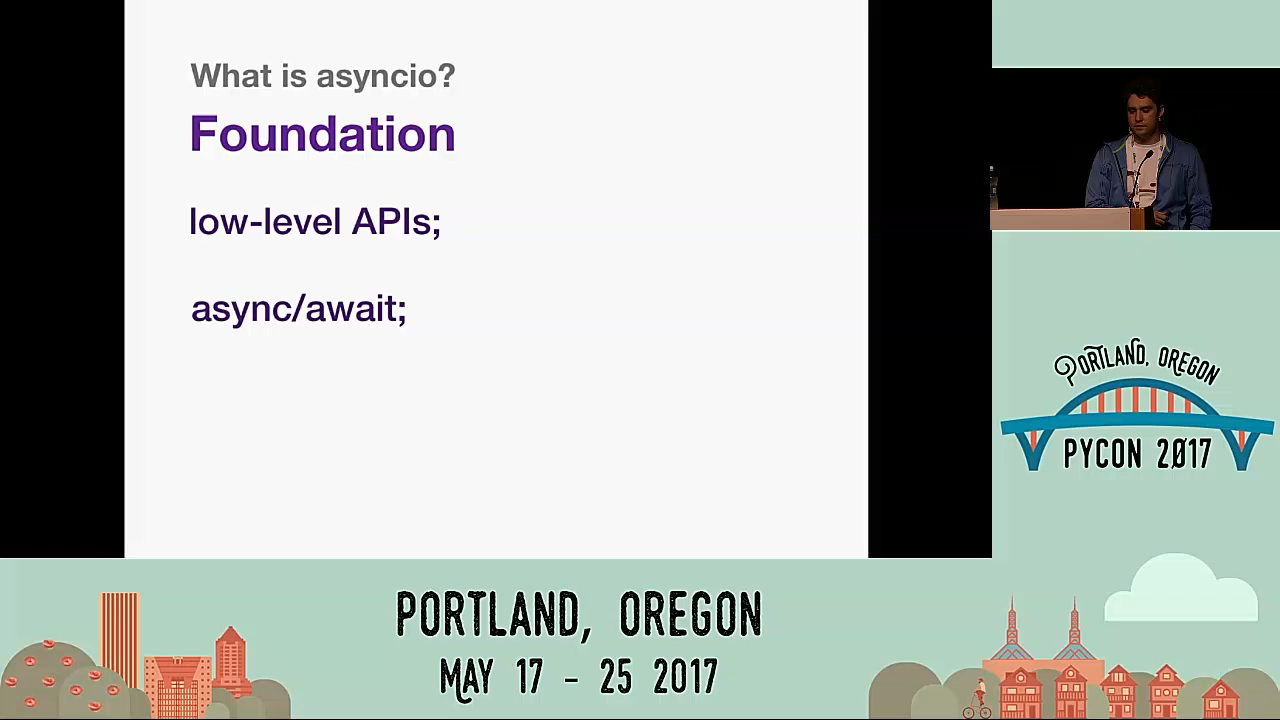 What is asyncio?
Foundation
low-level APIs;
async/await;
PORTLAND, OREGON
PYCON 2017
PORTLAND, OREGON
MAY 17 - 25 2017